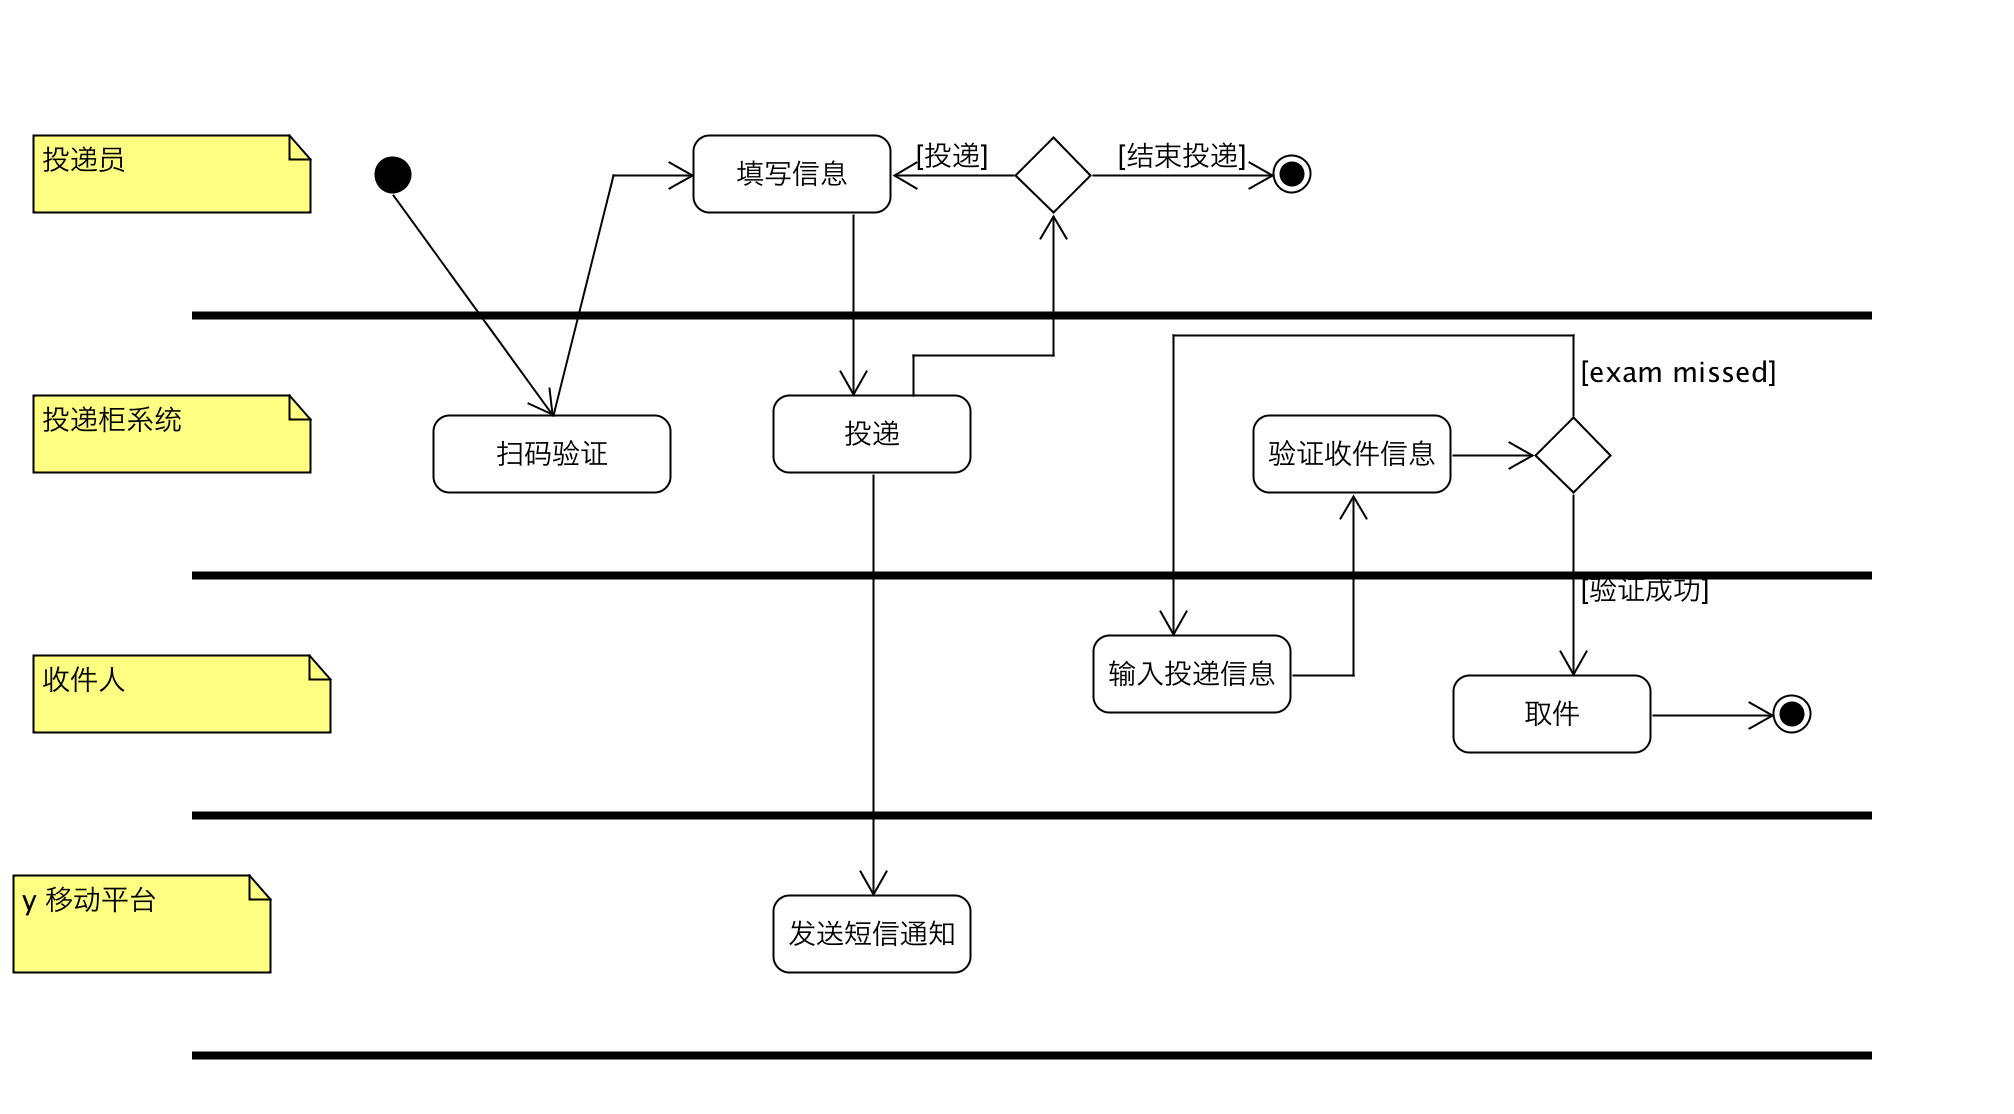 投递员
填写信息
[投递]
[结束投递]
投递柜系统
扫码验证
投递
验证收件信息
[exam missed]
[验证成功]
收件人
输入投递信息
取件
y 移动平台
发送短信通知